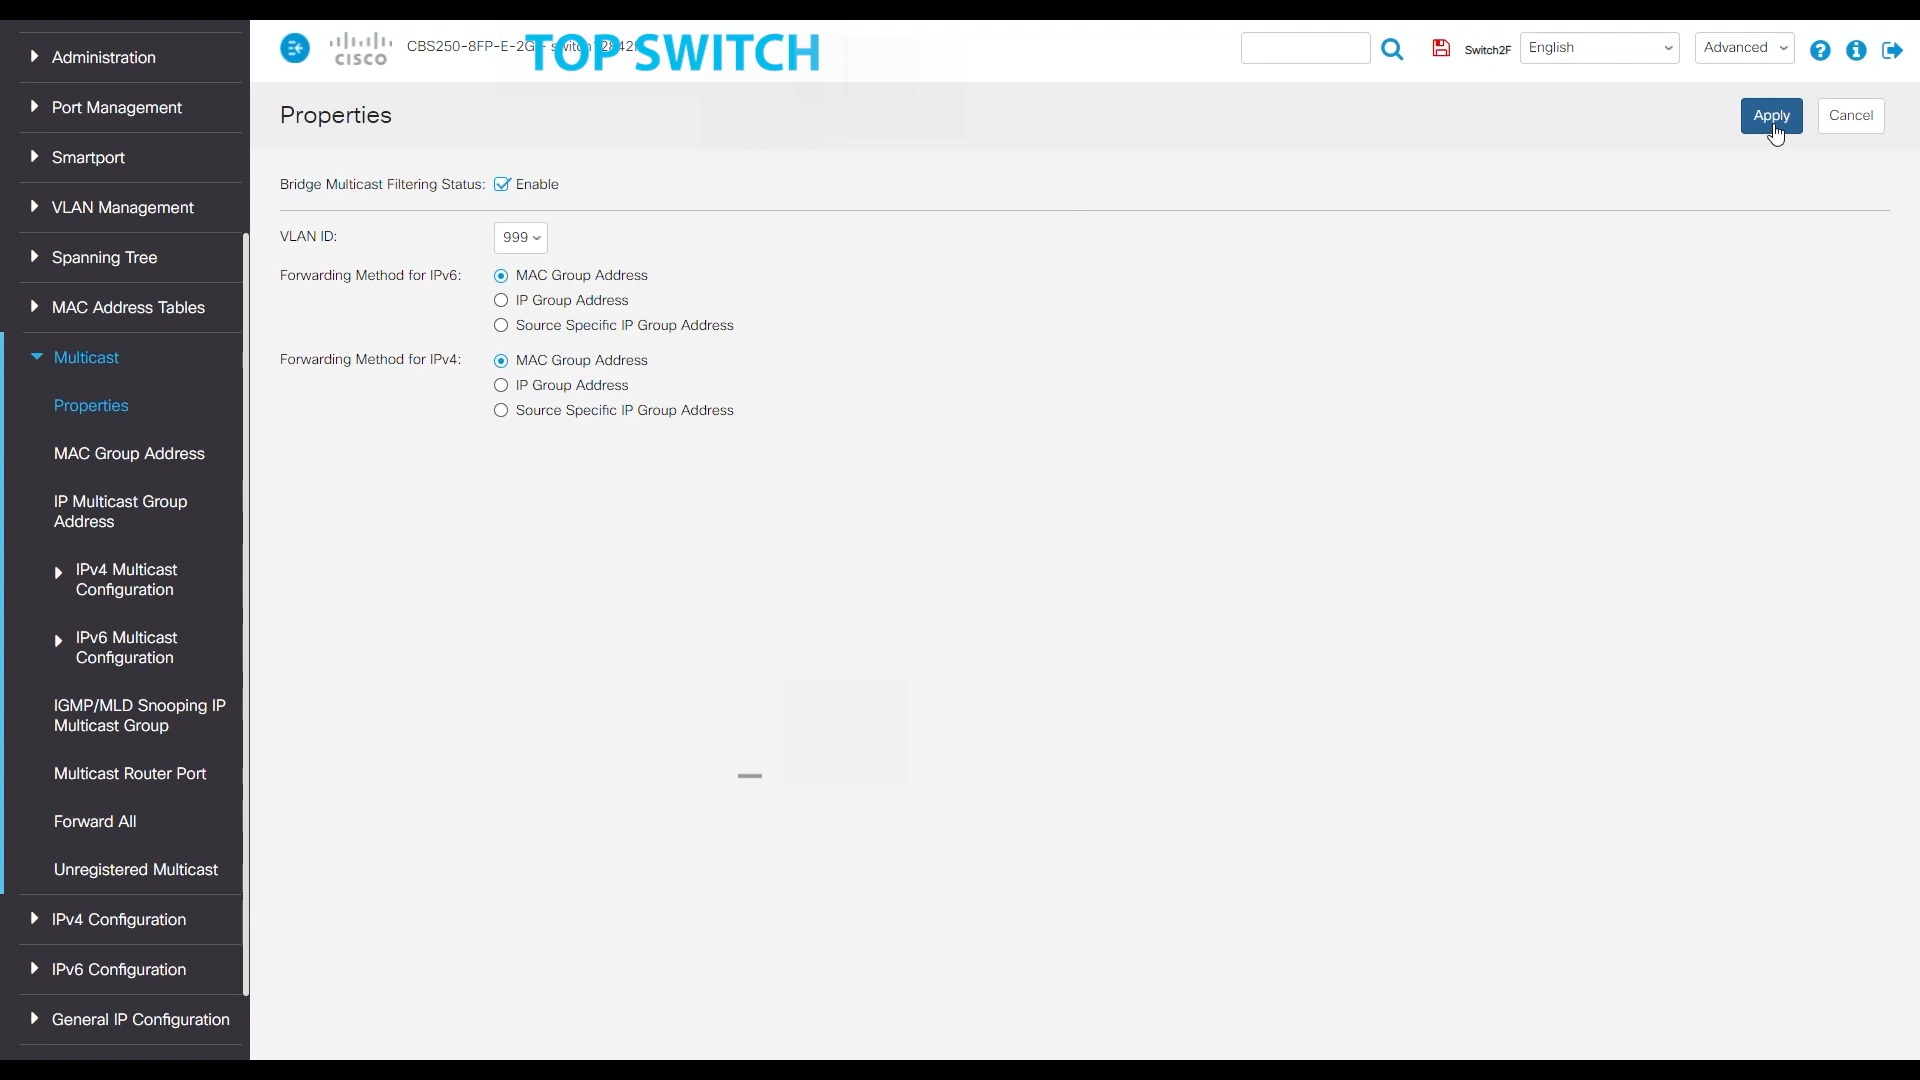 Administration
Port Management
Smartport
VLAN Management
Spanning Tree
MAC Address Tables
Multicast
Properties
MAC Group Address
IP Multicast Group
Address
IPv4 Multicast
Configuration
IPv6 Multicast
Configuration
IGMP/MLD Snooping IP
Multicast Group
Multicast Router Port
Forward All
Unregistered Multicast
IPv4 Configuration
IPv6 Configuration
General IP Configuration
CISCO
CBS250-8FP-E-2G
TOP SWITCH
Switch2F
English
Advanced
Properties
Apply
Cancel
Bridge Multicast Filtering Status: Enable
VLAN ID: 999
Forwarding Method for IPv6: MAC Group Address
IP Group Address
Source Specific IP Group Address
Forwarding Method for IPv4: MAC Group Address
IP Group Address
Source Specific IP Group Address